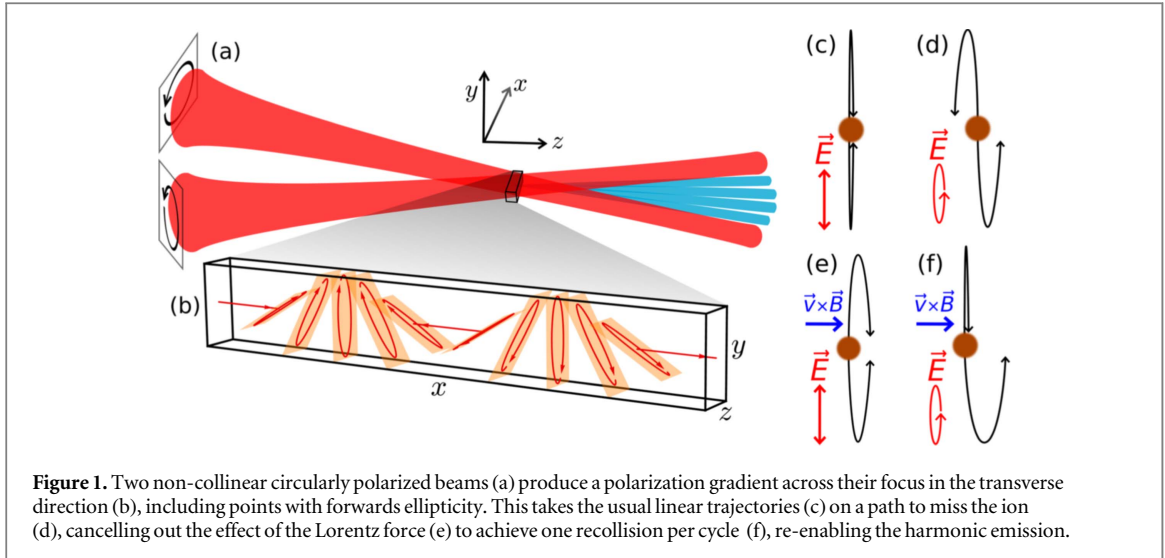 (a)
y
x
z
(b)
x
y
z
(c)
E⃗
(d)
E⃗
(e)
v⃗×B⃗
E⃗
(f)
v⃗×B⃗
E⃗
Figure 1. Two non-collinear circularly polarized beams (a) produce a polarization gradient across their focus in the transverse
direction (b), including points with forwards ellipticity. This takes the usual linear trajectories (c) on a path to miss the ion
(d), cancelling out the effect of the Lorentz force (e) to achieve one recollision per cycle (f), re-enabling the harmonic emission.